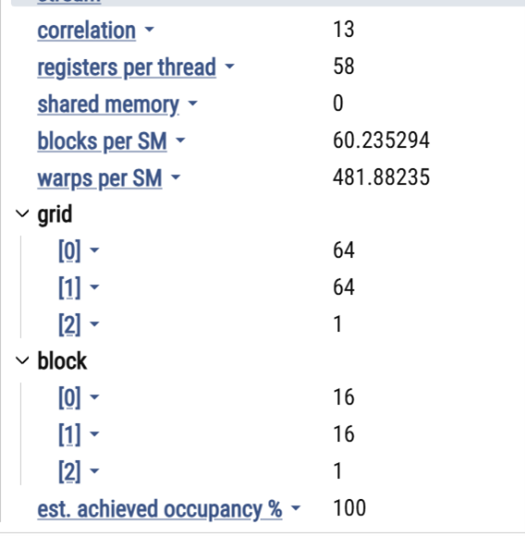 stream
correlation 13
registers per thread 58
shared memory 0
blocks per SM 60.235294
warps per SM 481.88235
grid
[0] 64
[1] 64
[2] 1
block
[0] 16
[1] 16
[2] 1
est. achieved occupancy % 100